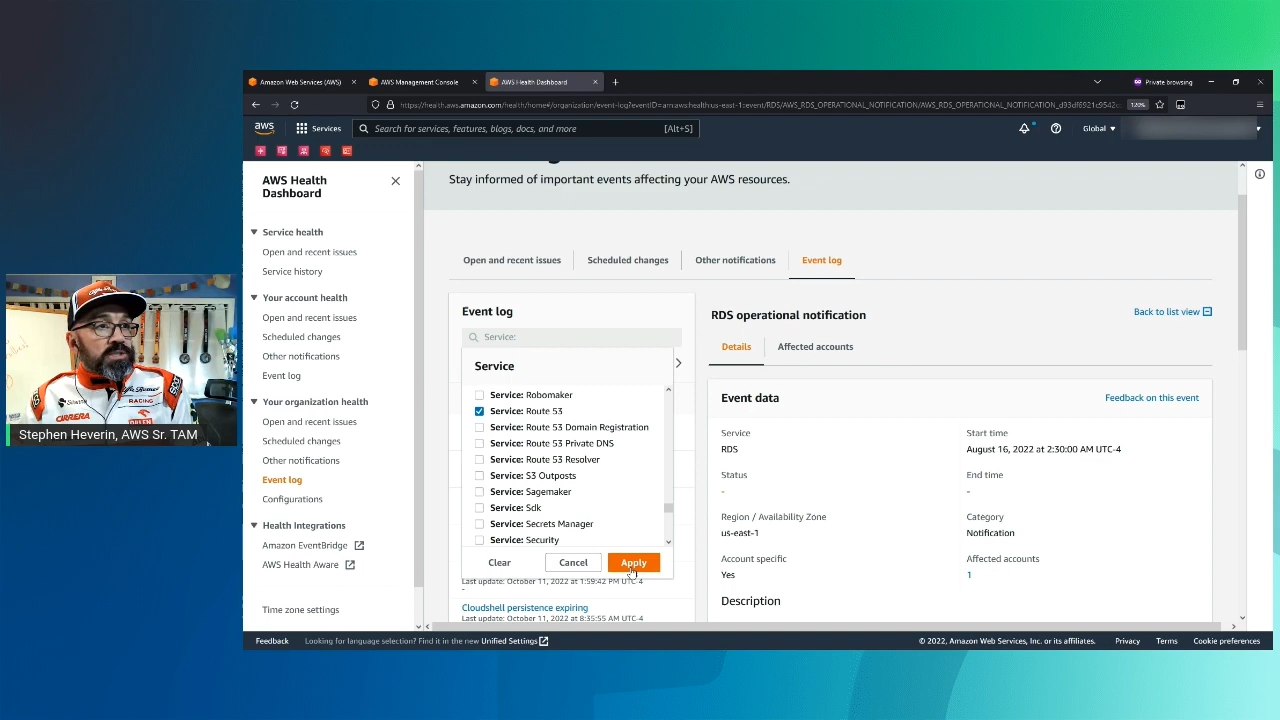 Amazon Web Services (AWS)
AWS Management Console
AWS Health Dashboard
Private browsing
120%
aws
Services
Search for services, features, blogs, docs, and more
[Alt+S]
Global
AWS Health Dashboard
Service health
Open and recent issues
Service history
Your account health
Open and recent issues
Scheduled changes
Other notifications
Event log
Your organization health
Open and recent issues
Scheduled changes
Other notifications
Event log
Configurations
Health Integrations
Amazon EventBridge
AWS Health Aware
Time zone settings
Stay informed of important events affecting your AWS resources.
Open and recent issues
Scheduled changes
Other notifications
Event log
Event log
Service:
Service
Service: Robomaker
Service: Route 53
Service: Route 53 Domain Registration
Service: Route 53 Private DNS
Service: Route 53 Resolver
Service: S3 Outposts
Service: Sagemaker
Service: Sdk
Service: Secrets Manager
Service: Security
Clear
Cancel
Apply
Last update: October 11, 2022 at 1:59:42 PM UTC-4
-
Cloudshell persistence expiring
Last update: October 11, 2022 at 8:35:55 AM UTC-4
RDS operational notification
Back to list view
Details
Affected accounts
Event data
Feedback on this event
Service
RDS
Start time
August 16, 2022 at 2:30:00 AM UTC-4
Status
-
End time
-
Region / Availability Zone
us-east-1
Category
Notification
Account specific
Yes
Affected accounts
1
Description
Feedback
Looking for language selection? Find it in the new Unified Settings
© 2022, Amazon Web Services, Inc. or its affiliates.
Privacy
Terms
Cookie preferences
RACING
CARRERA
ORLEN
Stephen Heverin, AWS Sr. TAM